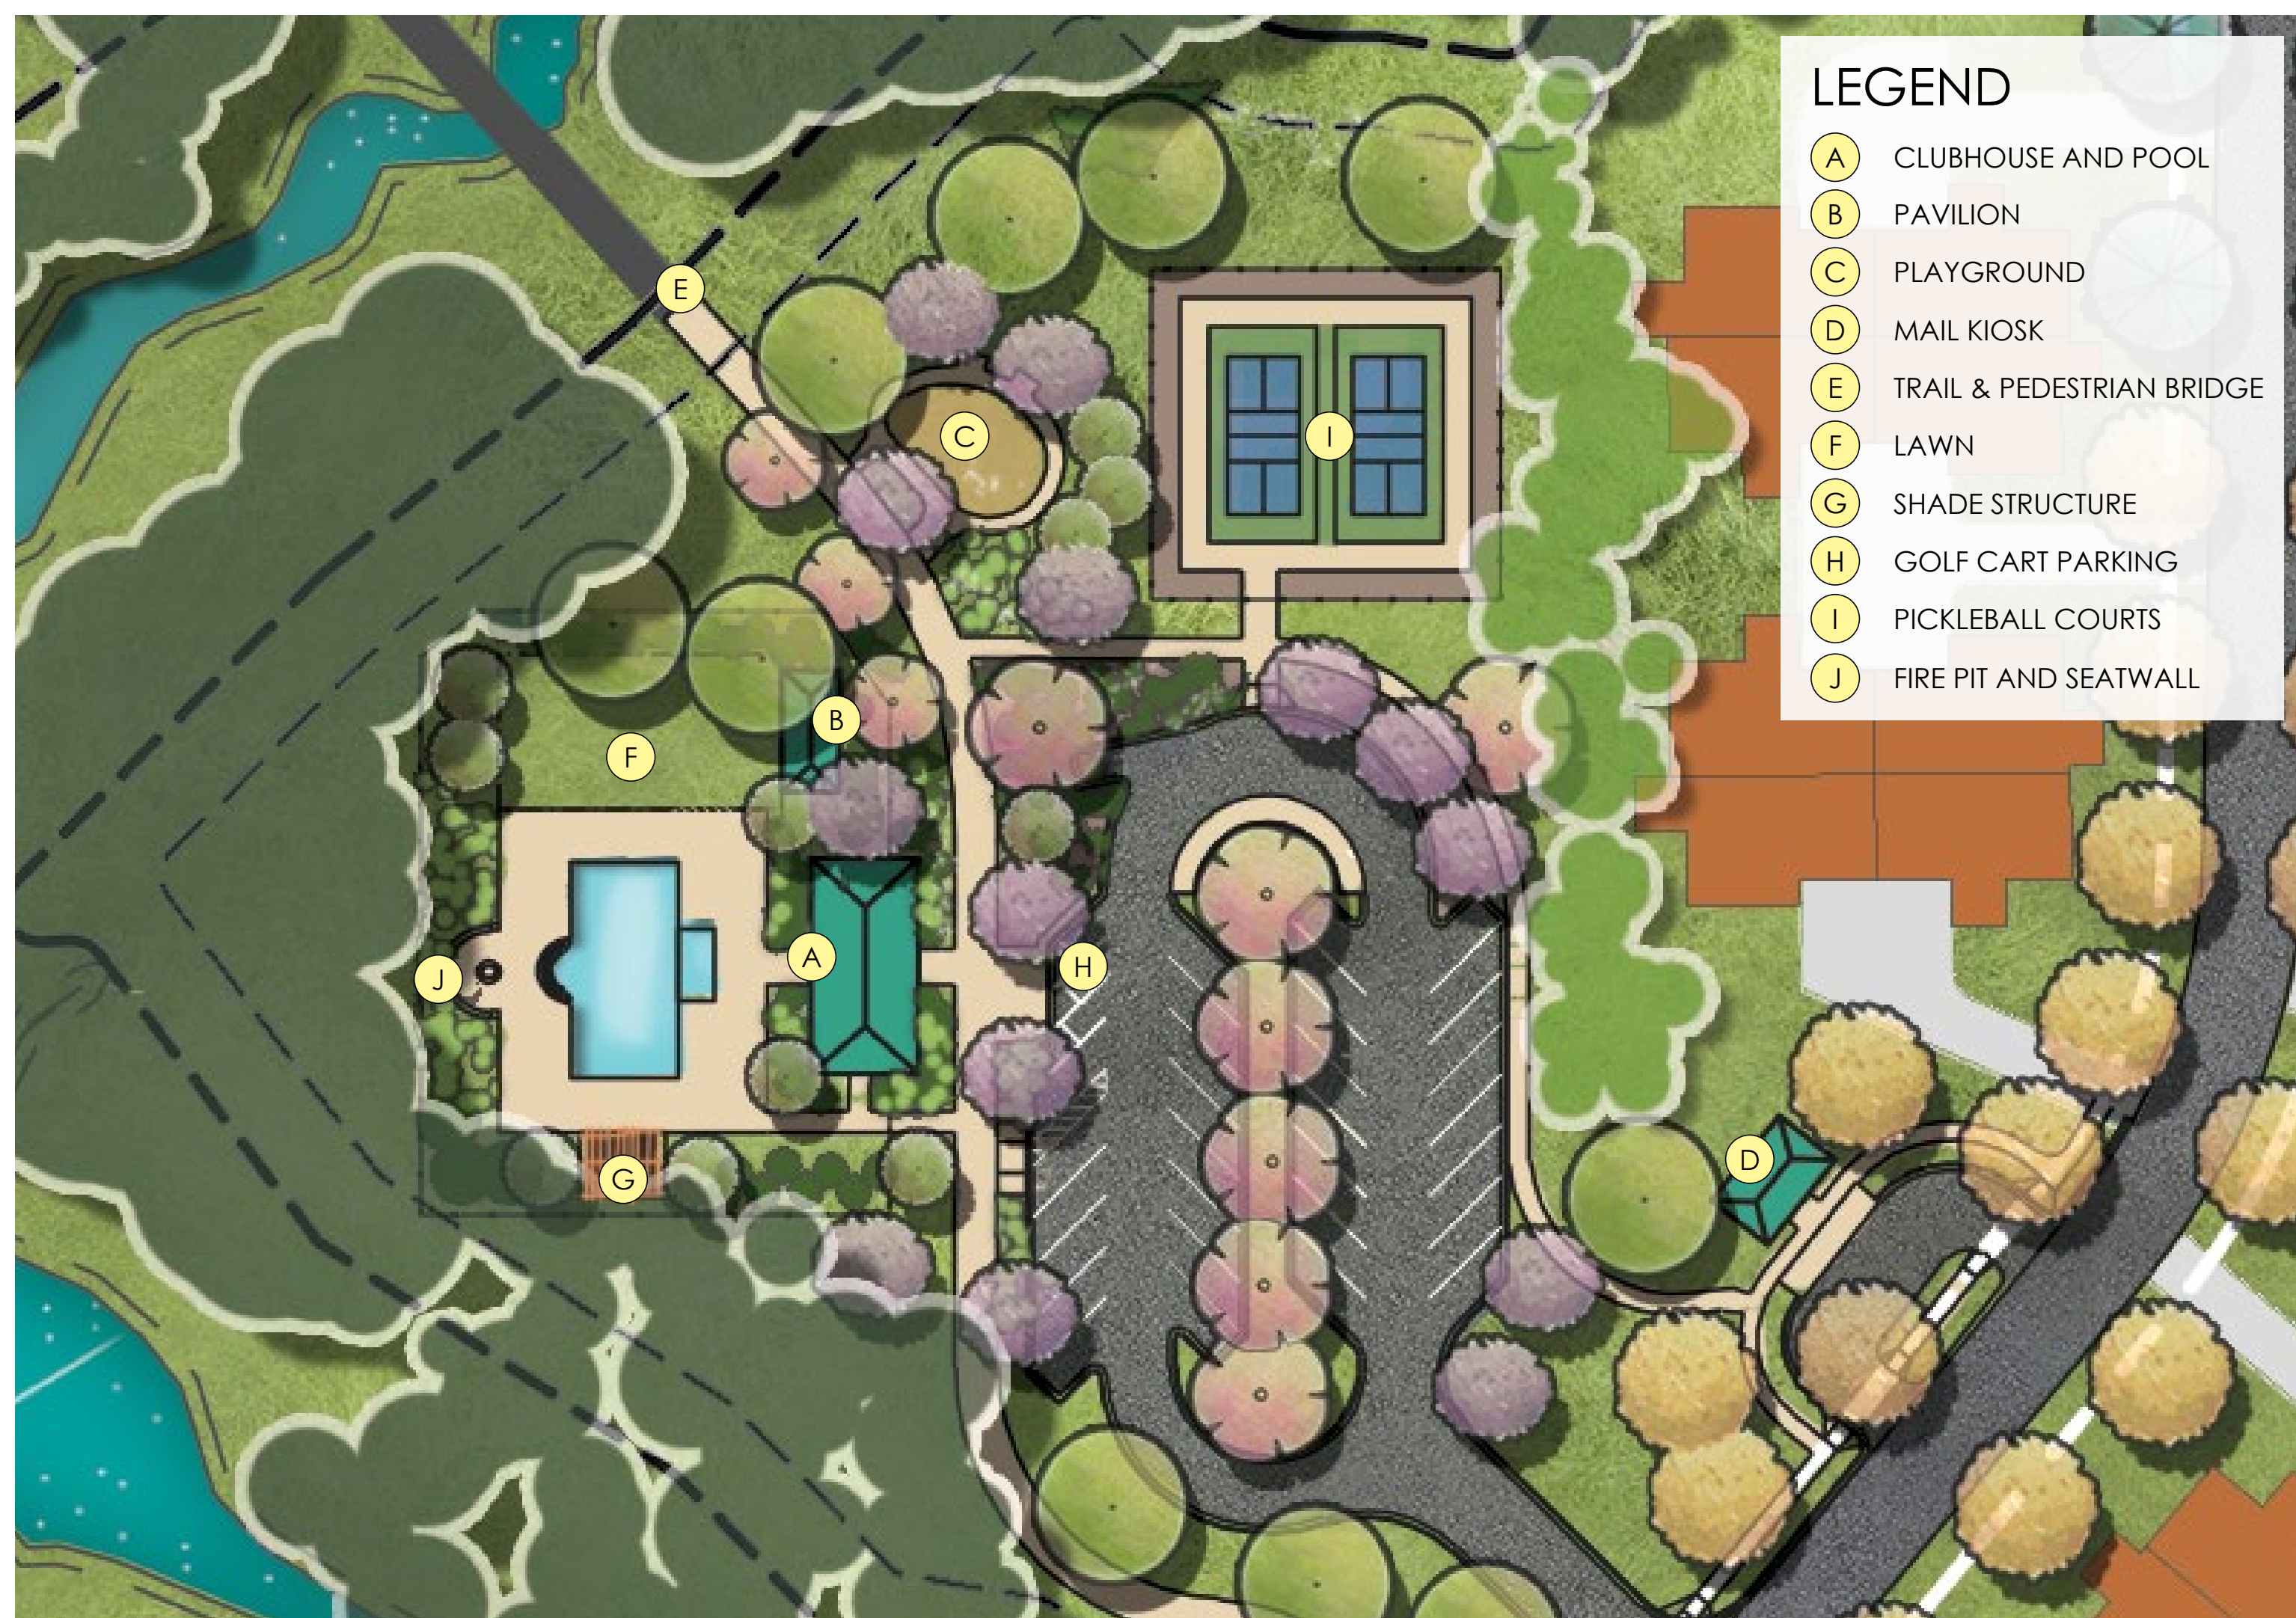 LEGEND
A CLUBHOUSE AND POOL
B PAVILION
C PLAYGROUND
D MAIL KIOSK
E TRAIL & PEDESTRIAN BRIDGE
F LAWN
G SHADE STRUCTURE
H GOLF CART PARKING
I PICKLEBALL COURTS
J FIRE PIT AND SEATWALL
E
C
I
B
F
A
H
J
D
G